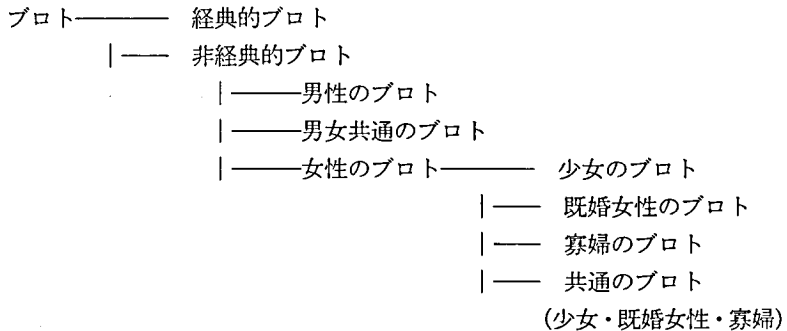 ブロト――― 経典的ブロト
|―― 非経典的ブロト
|―――男性のブロト
|―――男女共通のブロト
|―――女性のブロト―――― 少女のブロト
|―― 既婚女性のブロト
|―― 寡婦のブロト
|―― 共通のブロト
(少女・既婚女性・寡婦)